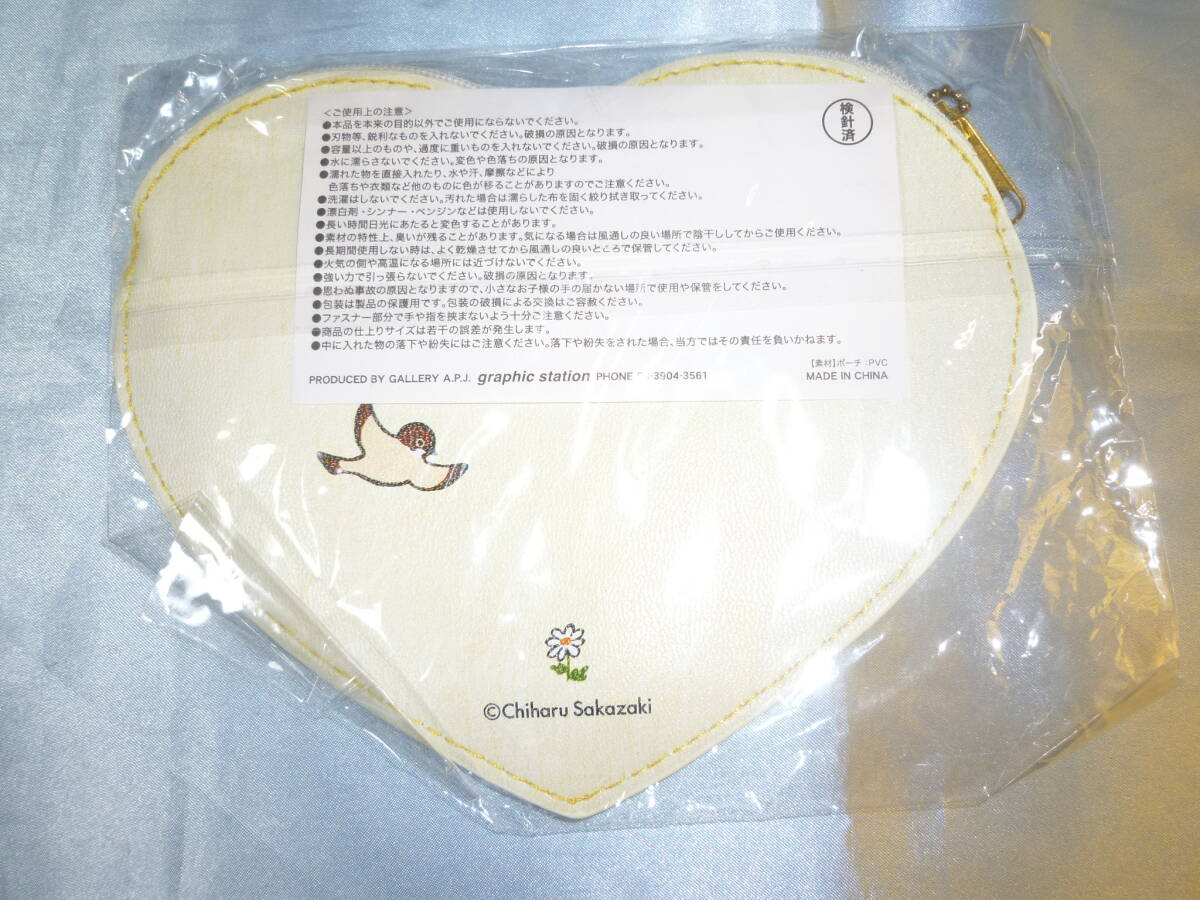 <ご使用上の注意>
●本品を本来の目的以外でご使用にならないでください。
●刃物等、鋭利なものを入れないでください。破損の原因となります。
●容量以上のものや、過度に重いものを入れないでください。破損の原因となります。
●水に濡らさないでください。変色や色落ちの原因となります。
●濡れた物を直接入れたり、水や汗、摩擦などにより
色落ちや衣類など他のものに色が移ることがありますのでご注意ください。
●洗濯はしないでください。汚れた場合は濡らした布を固く絞り拭き取ってください。
●漂白剤・シンナー・ベンジンなどは使用しないでください。
●長い時間日光にあたると変色することがあります。
●素材の特性上、臭いが残ることがあります。気になる場合は風通しの良い場所で陰干ししてからご使用ください。
●長期間使用しない時は、よく乾燥させてから風通しの良いところで保管してください。
●火気の側や高温になる場所には近づけないでください。
●強い力で引っ張らないでください。破損の原因となります。
●思わぬ事故の原因となりますので、小さなお子様の手の届かない場所で使用や保管をしてください。
●包装は製品の保護用です。包装の破損による交換はご容赦ください。
●ファスナー部分で手や指を挟まないよう十分ご注意ください。
●商品の仕上りサイズは若干の誤差が発生します。
●中に入れた物の落下や紛失にはご注意ください。落下や紛失をされた場合、当方ではその責任を負いかねます。
検針済
【素材】ポーチ:PVC
PRODUCED BY GALLERY A.P.J. graphic station PHONE -3904-3561
MADE IN CHINA
©Chiharu Sakazaki